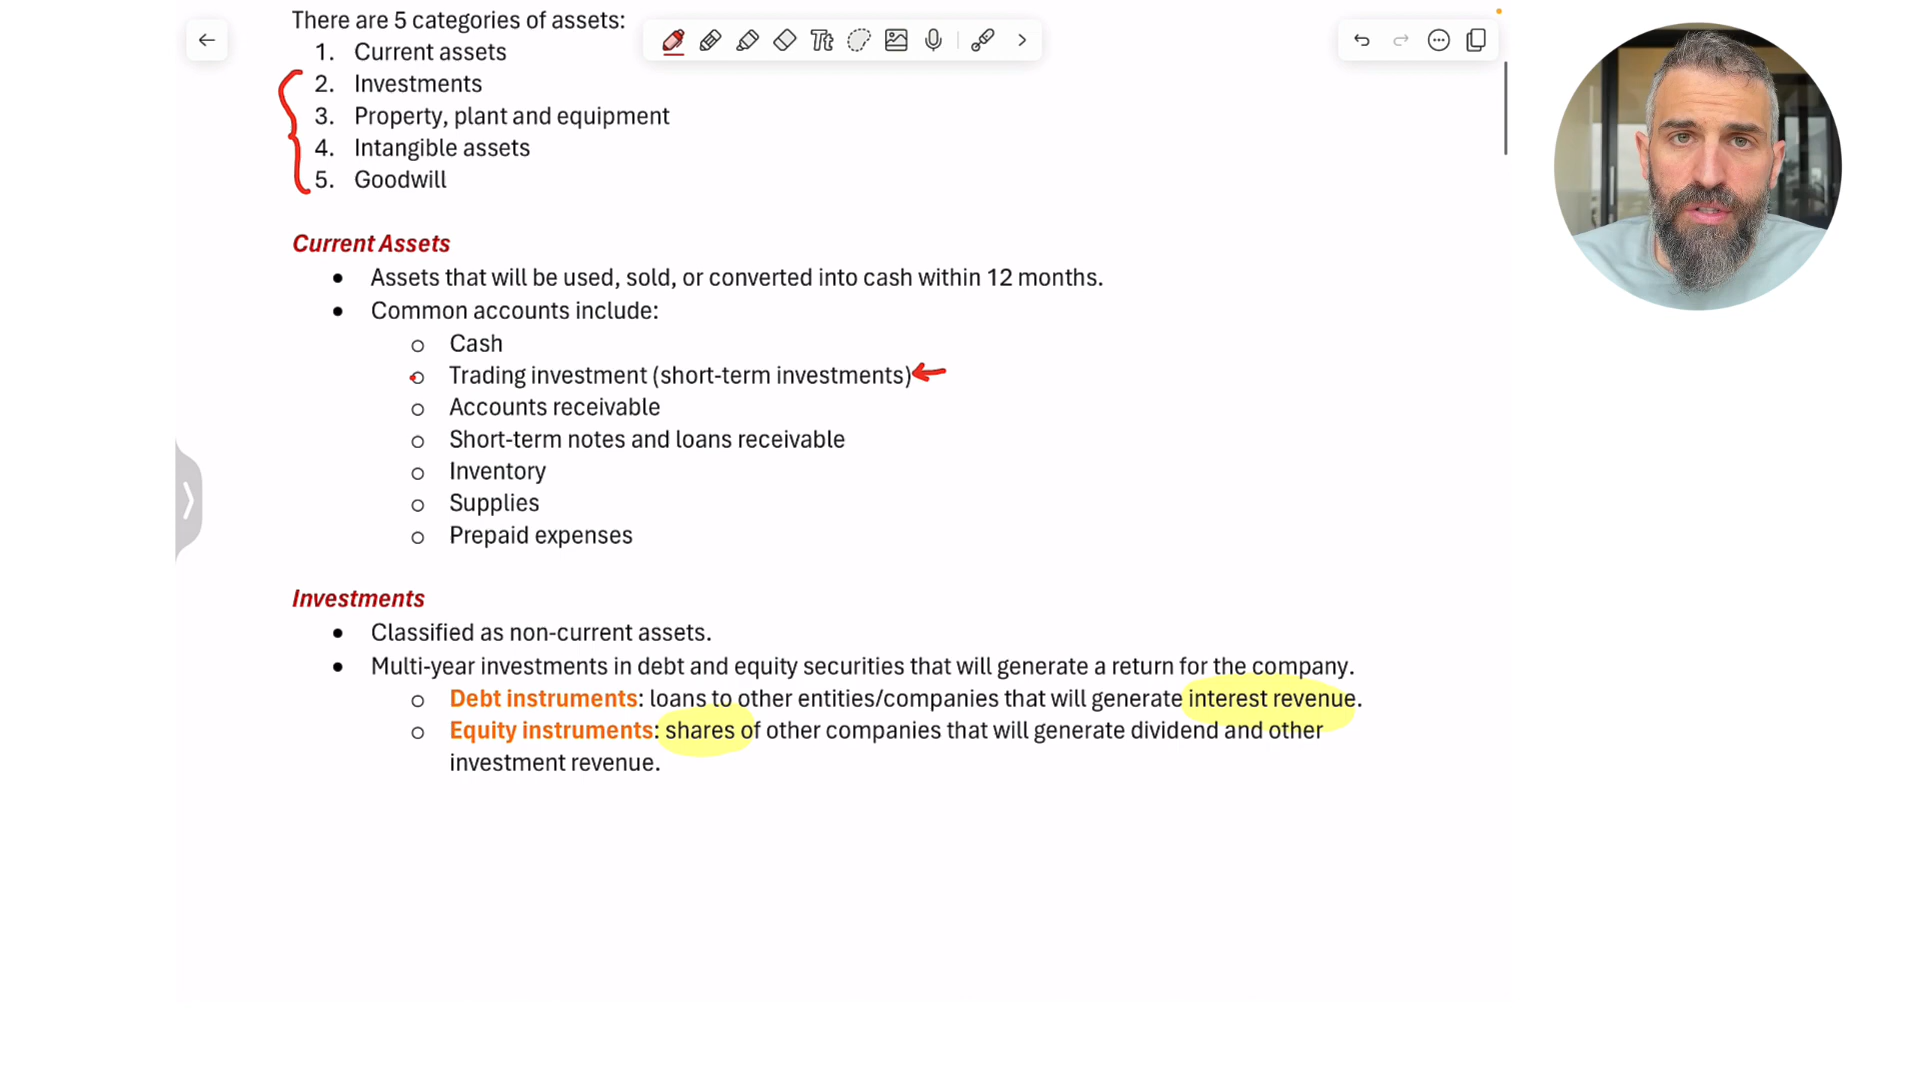 There are 5 categories of assets:
1. Current assets
2. Investments
3. Property, plant and equipment
4. Intangible assets
5. Goodwill
Tt
Current Assets
• Assets that will be used, sold, or converted into cash within 12 months.
• Common accounts include:
o Cash
o Trading investment (short-term investments)
o Accounts receivable
o Short-term notes and loans receivable
o Inventory
o Supplies
o Prepaid expenses
Investments
• Classified as non-current assets.
• Multi-year investments in debt and equity securities that will generate a return for the company.
o Debt instruments: loans to other entities/companies that will generate interest revenue.
o Equity instruments: shares of other companies that will generate dividend and other
investment revenue.